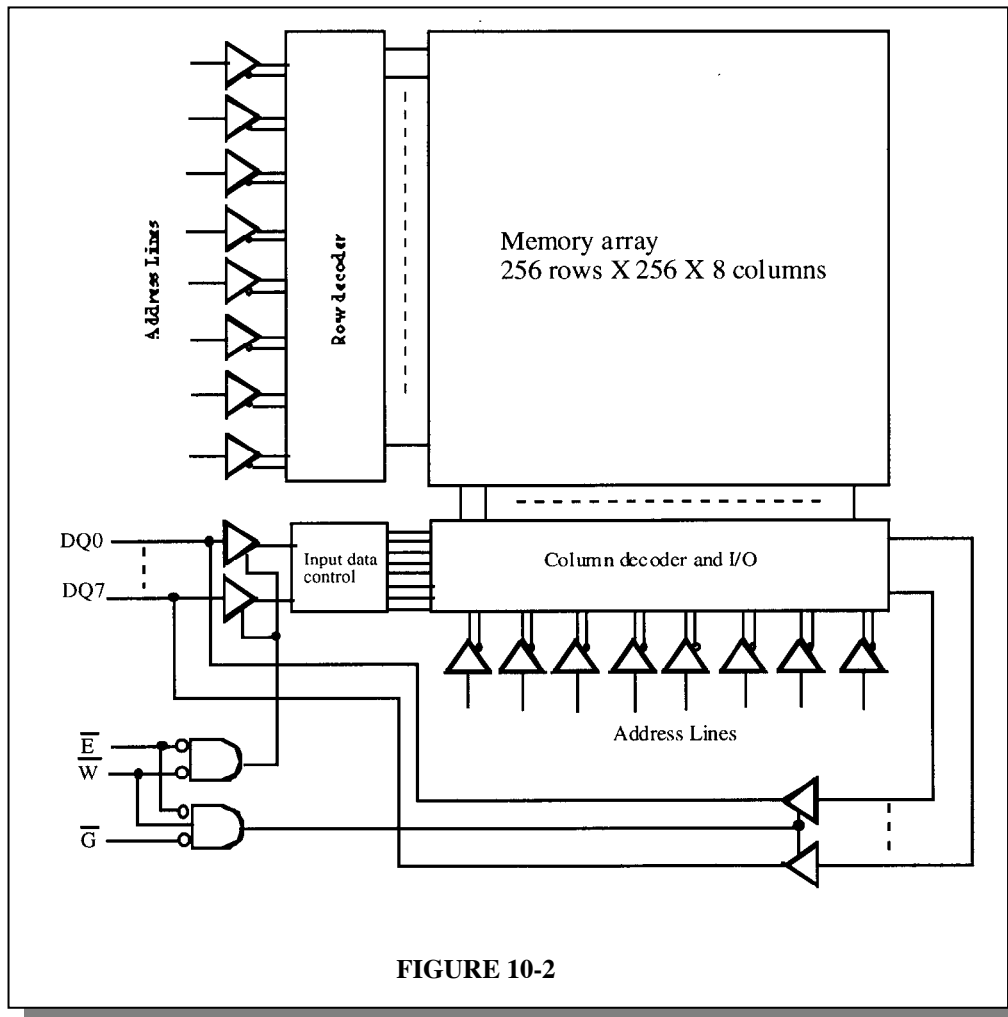 Address Lines
Row decoder
Memory array
256 rows X 256 X 8 columns
DQ0
DQ7
Input data
control
Column decoder and I/O
Address Lines
E̅
W̅
G̅
FIGURE 10-2